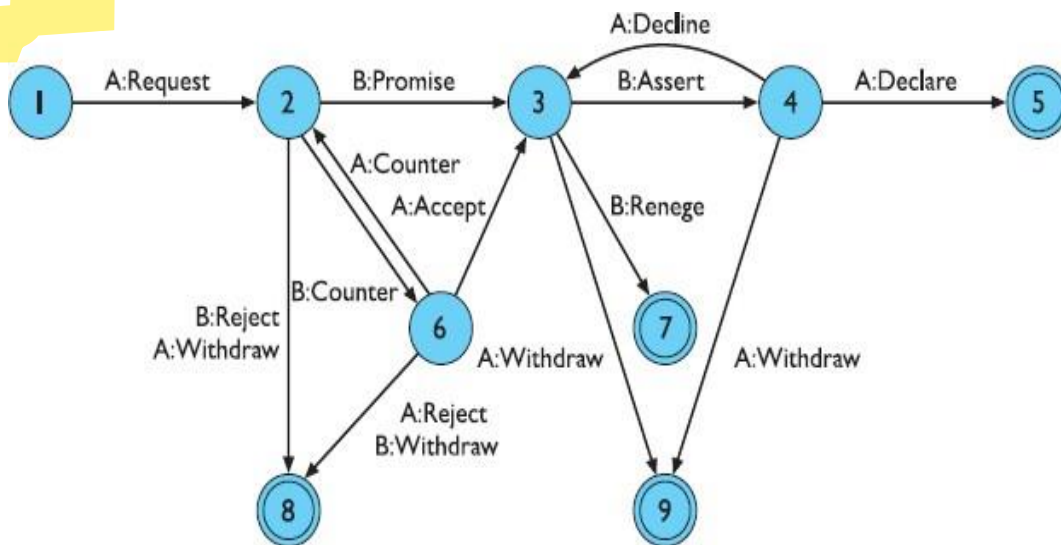 A:Decline
A:Request
B:Promise
B:Assert
A:Declare
1
2
3
4
5
A:Counter
A:Accept
B:Renege
B:Counter
B:Reject
A:Withdraw
6
7
A:Withdraw
A:Withdraw
A:Reject
B:Withdraw
8
9